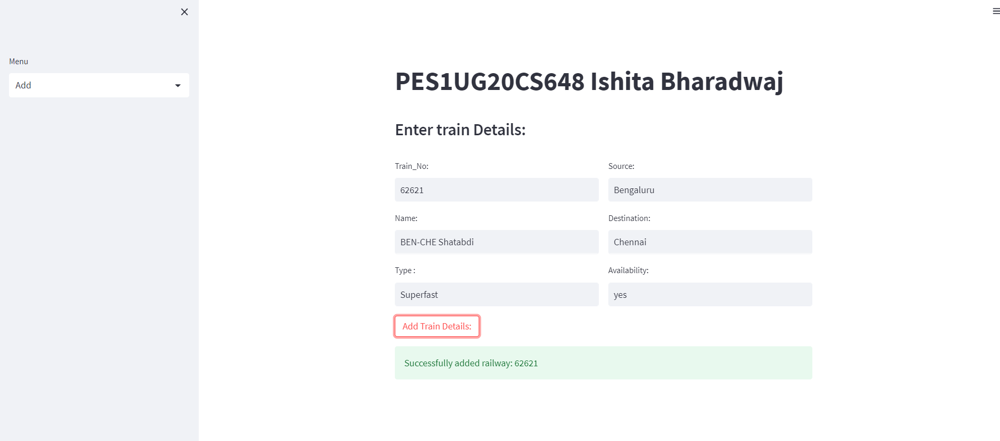 Menu
Add
PES1UG20CS648 Ishita Bharadwaj
Enter train Details:
Train_No:
62621
Name:
BEN-CHE Shatabdi
Type :
Superfast
Source:
Bengaluru
Destination:
Chennai
Availability:
yes
Add Train Details:
Successfully added railway: 62621